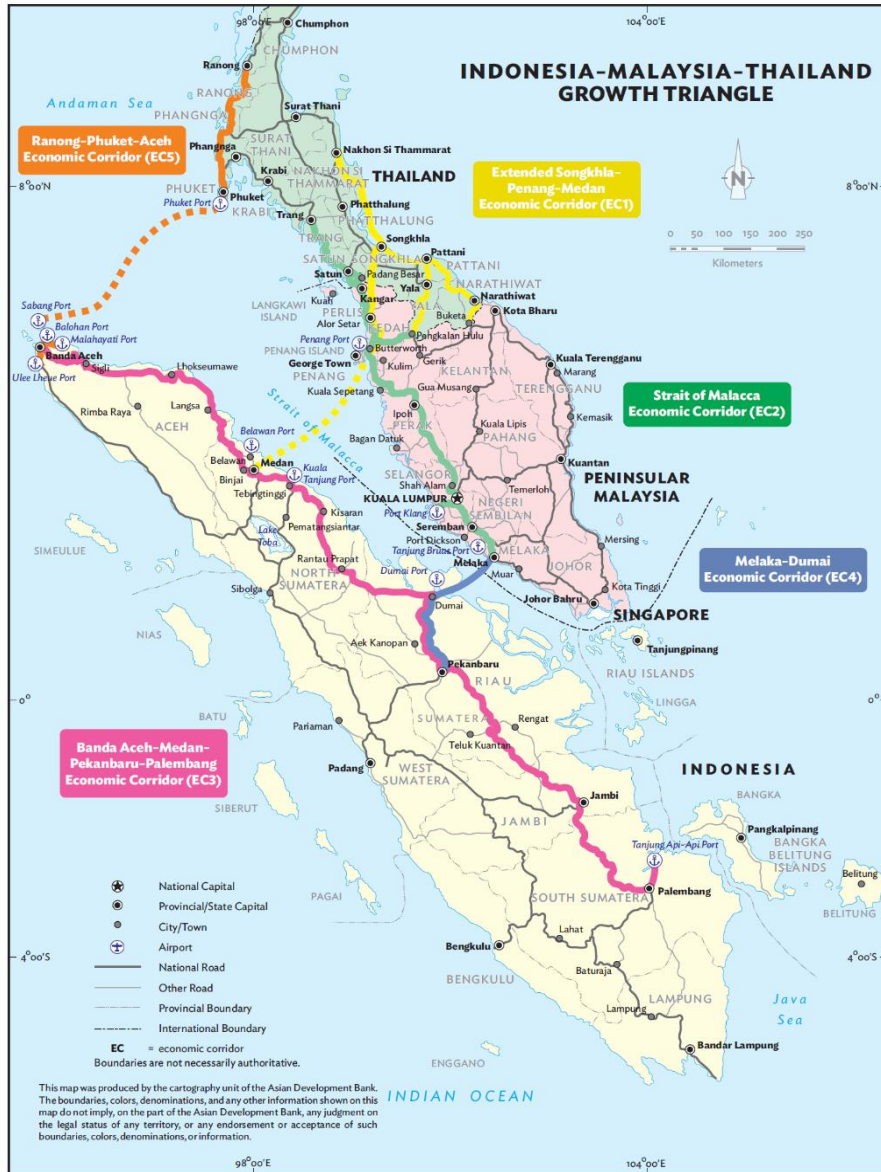 98°00'E
104°00'E
Chumphon
CHUMPHON
INDONESIA-MALAYSIA-THAILAND
GROWTH TRIANGLE
Ranong
RANONG
Andaman Sea
PHANGNGA
Surat Thani
Ranong-Phuket-Aceh
Economic Corridor (EC5)
Phangnga
SURAT
THANI
Nakhon Si Thammarat
Krabi
NAKHON SI
THAMMARAT
THAILAND
Extended Songkhla-
Penang-Medan
Economic Corridor (EC1)
N
8°00'N
8°00'N
PHUKET
Phuket
KRABI
Phuket Port
Phatthalung
PHATTHALUNG
Trang
TRANG
Songkhla
SATUN
SONGKHLA
Pattani
PATTANI
0 50 100 150 200 250
Kilometers
Satun
Padang Besar
Yala
YALA
NARATHIWAT
Narathiwat
LANGKAWI
ISLAND
Kuah
Kangar
PERLIS
Buketa
Kota Bharu
Sabang Port
Balohan Port
Malahayati Port
Banda Aceh
Ulee Lheue Port
Alor Setar
KEDAH
Pengkalan Hulu
Penang Port
PENANG ISLAND
Butterworth
George Town
PENANG
Kulim
Gerik
KELANTAN
Kuala Terengganu
Marang
TERENGGANU
Sigli
Lhokseumawe
Kuala Sepetang
Gua Musang
Strait of Malacca
Economic Corridor (EC2)
Rimba Raya
ACEH
Langsa
Strait of Malacca
Ipoh
PERAK
Kemasik
Bagan Datuk
Kuala Lipis
PAHANG
Belawan Port
Belawan
Medan
Binjai
Tebingtinggi
Kuala
Tanjung Port
SELANGOR
Shah Alam
Kuantan
KUALA LUMPUR
Temerloh
PENINSULAR
MALAYSIA
Port Klang
NEGERI
SEMBILAN
Seremban
Kisaran
Pematangsiantar
Lake
Toba
Port Dickson
Tanjung Bruas Port
MELAKA
Melaka
Mersing
SIMEULUE
Rantau Prapat
NORTH
SUMATERA
Dumai Port
Muar
JOHOR
Melaka-Dumai
Economic Corridor (EC4)
Sibolga
Dumai
Kota Tinggi
Johor Bahru
SINGAPORE
NIAS
Aek Kanopan
Tanjungpinang
Pekanbaru
RIAU
RIAU ISLANDS
LINGGA
0°
0°
BATU
Pariaman
SUMATERA
Rengat
Teluk Kuantan
Banda Aceh-Medan-
Pekanbaru-Palembang
Economic Corridor (EC3)
Padang
WEST
SUMATERA
INDONESIA
BANGKA
SIBERUT
Jambi
JAMBI
Pangkalpinang
BANGKA
BELITUNG
ISLANDS
Tanjung Api-Api Port
Belitung
BELITUNG
PAGAI
SOUTH SUMATERA
Palembang
National Capital
Provincial/State Capital
City/Town
Airport
National Road
Other Road
Provincial Boundary
International Boundary
EC = economic corridor
Boundaries are not necessarily authoritative.
Bengkulu
BENGKULU
Lahat
Baturaja
4°00'S
4°00'S
LAMPUNG
Lampung
Java
Sea
Bandar Lampung
ENGGANO
INDIAN OCEAN
This map was produced by the cartography unit of the Asian Development Bank.
The boundaries, colors, denominations, and any other information shown on this
map do not imply, on the part of the Asian Development Bank, any judgment on
the legal status of any territory, or any endorsement or acceptance of such
boundaries, colors, denominations, or information.
98°00'E
104°00'E